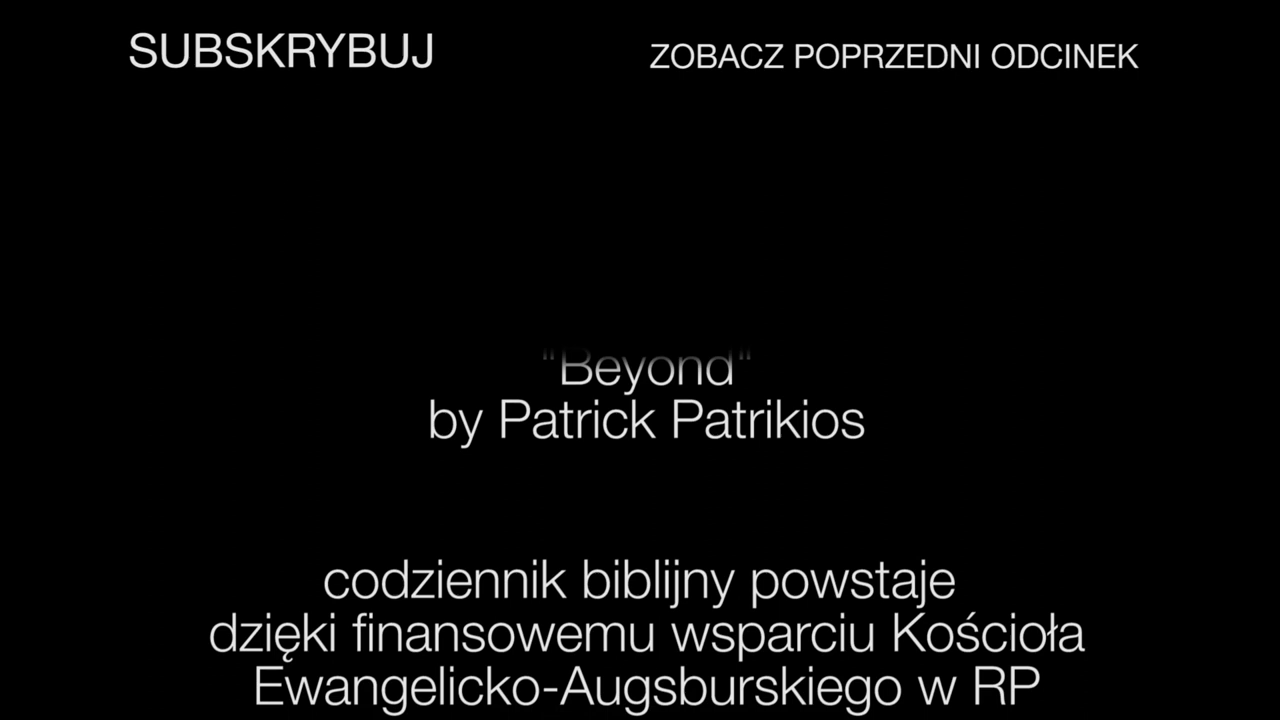 SUBSKRYBUJ
ZOBACZ POPRZEDNI ODCINEK
"Beyond"
by Patrick Patrikios
codziennik biblijny powstaje
dzięki finansowemu wsparciu Kościoła
Ewangelicko-Augsburskiego w RP